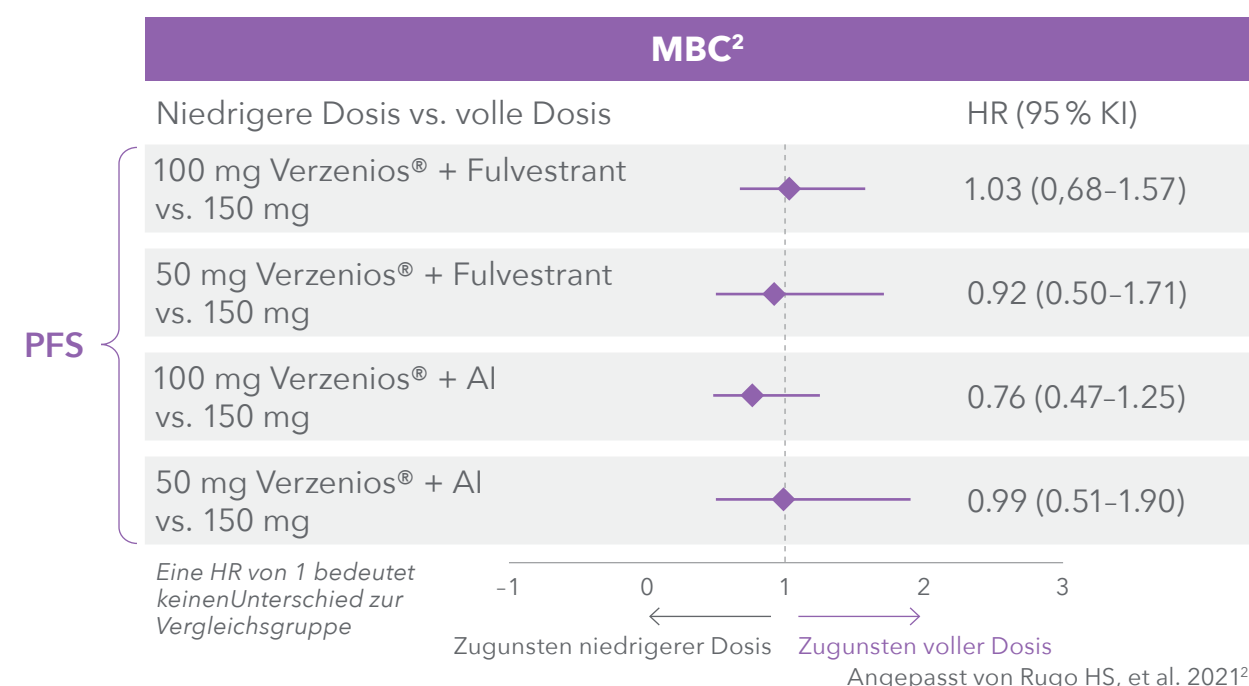 MBC²
Niedrigere Dosis vs. volle Dosis HR (95 % KI)
100 mg Verzenios® + Fulvestrant
vs. 150 mg
1.03 (0,68–1.57)
50 mg Verzenios® + Fulvestrant
vs. 150 mg
0.92 (0.50–1.71)
PFS
100 mg Verzenios® + AI
vs. 150 mg
0.76 (0.47–1.25)
50 mg Verzenios® + AI
vs. 150 mg
0.99 (0.51–1.90)
Eine HR von 1 bedeutet
keinenUnterschied zur
Vergleichsgruppe
–1 0 1 2 3
Zugunsten niedrigerer Dosis Zugunsten voller Dosis
Angepasst von Rugo HS, et al. 2021²